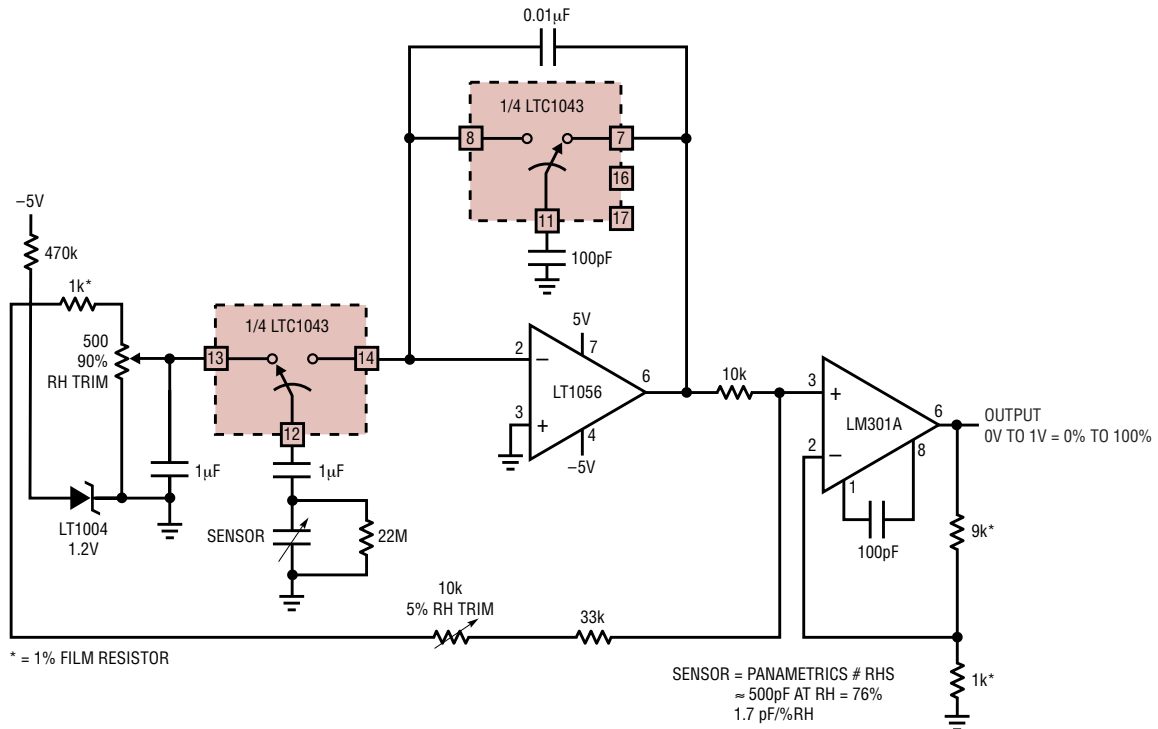 0.01µF
1/4 LTC1043
8
7
16
11
17
100pF
–5V
470k
1k*
500
90%
RH TRIM
1/4 LTC1043
13
14
12
1µF
1µF
LT1004
1.2V
SENSOR
22M
5V
2
7
–
LT1056
6
3
+
4
–5V
10k
3
+
LM301A
6
2
–
8
1
100pF
OUTPUT
0V TO 1V = 0% TO 100%
9k*
10k
5% RH TRIM
33k
1k*
* = 1% FILM RESISTOR
SENSOR = PANAMETRICS # RHS
≈ 500pF AT RH = 76%
1.7 pF/%RH